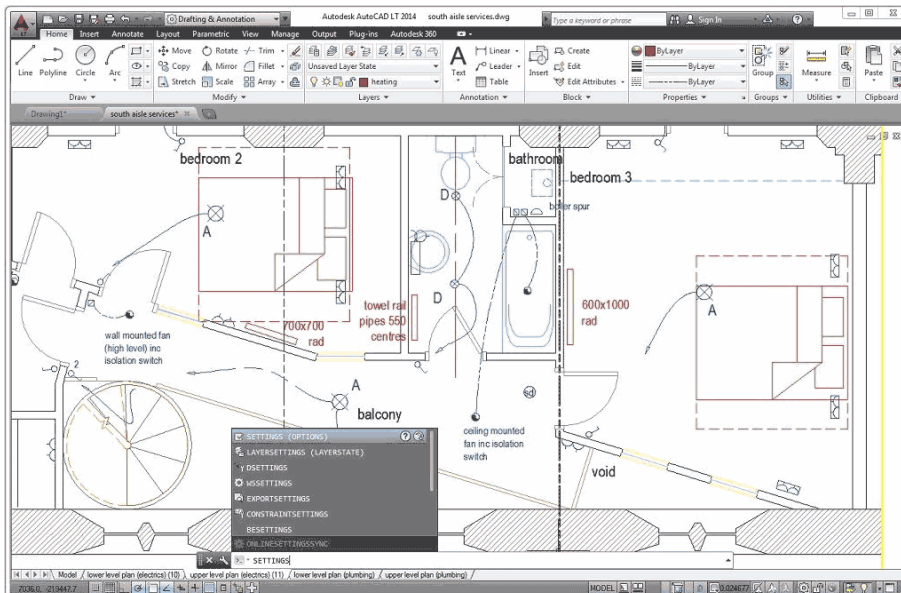 Drafting & Annotation
Autodesk AutoCAD LT 2014 south aisle services.dwg
Type a keyword or phrase
Sign In
LT
Home Insert Annotate Layout Parametric View Manage Output Plug-ins Autodesk 360
Line Polyline Circle Arc
Move Rotate Trim
Copy Mirror Fillet
Stretch Scale Array
Unsaved Layer State
heating
Text
Linear
Leader
Table
Insert
Create
Edit
Edit Attributes
ByLayer
ByLayer
ByLayer
Group
Measure
Paste
Draw Modify Layers Annotation Block Properties Groups Utilities Clipboard
Drawing1* south aisle services*
bedroom 2
bathroom
bedroom 3
boiler spur
D
A
D
A
towel rail
pipes 550
centres
700x700
rad
600x1000
rad
wall mounted fan
(high level) inc
isolation switch
2
A
balcony
sd
ceiling mounted
fan inc isolation
switch
void
SETTINGS (OPTIONS)
LAYERSETTINGS (LAYERSTATE)
DSETTINGS
WSSETTINGS
EXPORTSETTINGS
CONSTRAINTSETTINGS
BESETTINGS
ONLINESETTINGSSYNC
SETTINGS
Model lower level plan (electrics) (10) upper level plan (electrics) (11) lower level plan (plumbing) upper level plan (plumbing)
MODEL
0.024677